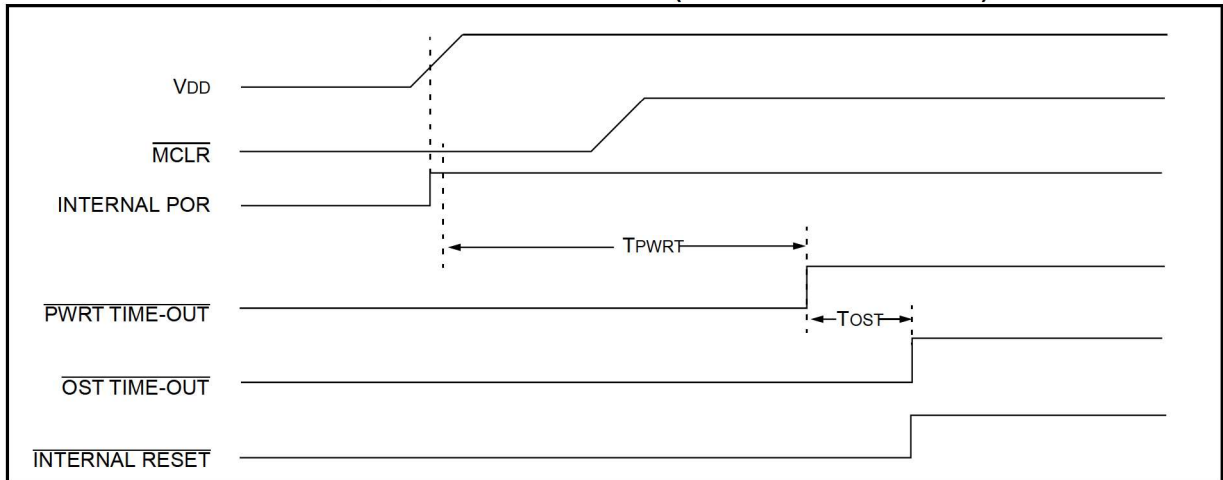 VDD
MCLR
INTERNAL POR
TPWRT
PWRT TIME-OUT
TOST
OST TIME-OUT
INTERNAL RESET